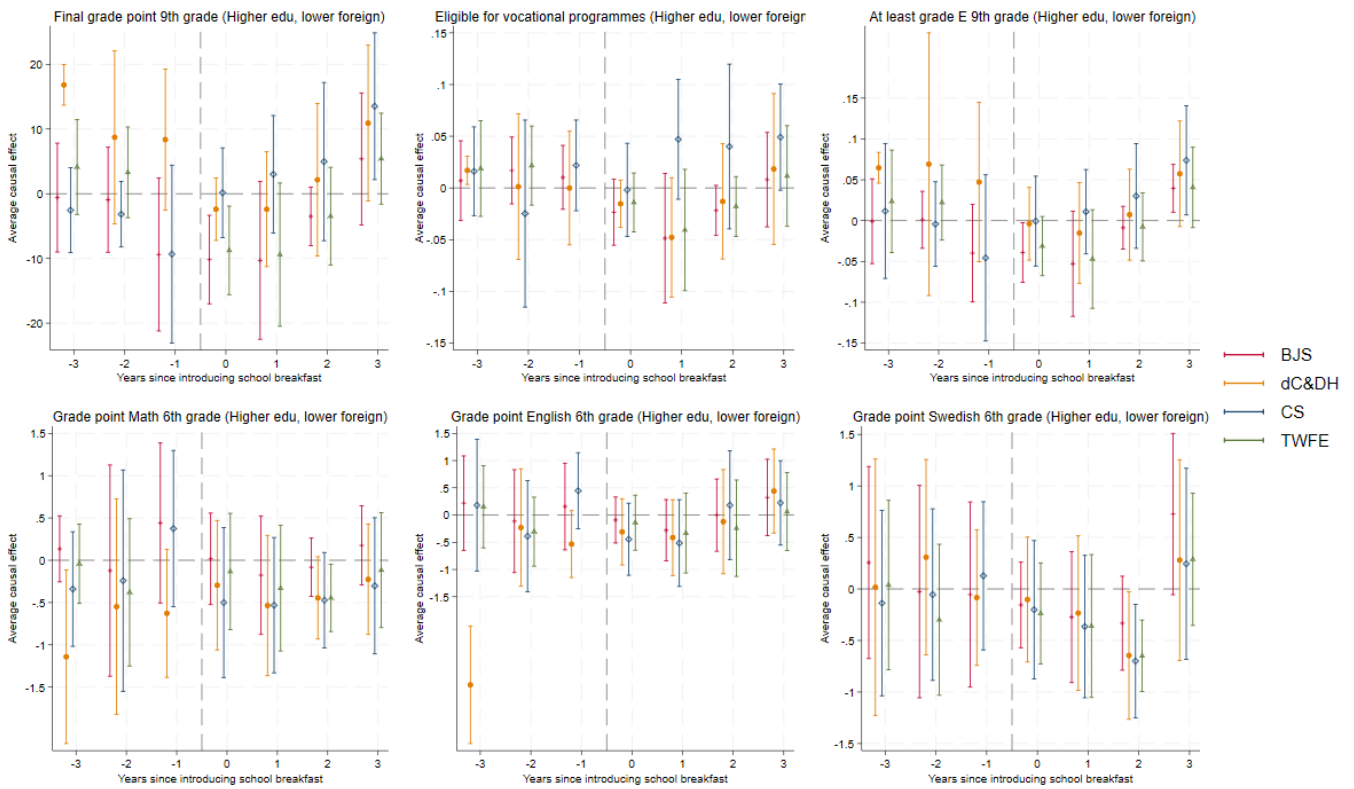 Final grade point 9th grade (Higher edu, lower foreign)
20
10
0
-10
-20
Average causal effect
-3 -2 -1 0 1 2 3
Years since introducing school breakfast
Eligible for vocational programmes (Higher edu, lower foreign
.15
.1
.05
0
-.05
-.1
-.15
Average causal effect
-3 -2 -1 0 1 2 3
Years since introducing school breakfast
At least grade E 9th grade (Higher edu, lower foreign)
.15
.1
.05
0
-.05
-.1
-.15
Average causal effect
-3 -2 -1 0 1 2 3
Years since introducing school breakfast
BJS
dC&DH
CS
TWFE
Grade point Math 6th grade (Higher edu, lower foreign)
1.5
1
.5
0
-.5
-1
-1.5
Average causal effect
-3 -2 -1 0 1 2 3
Years since introducing school breakfast
Grade point English 6th grade (Higher edu, lower foreign)
1.5
1
.5
0
-.5
-1
-1.5
Average causal effect
-3 -2 -1 0 1 2 3
Years since introducing school breakfast
Grade point Swedish 6th grade (Higher edu, lower foreign)
1.5
1
.5
0
-.5
-1
-1.5
Average causal effect
-3 -2 -1 0 1 2 3
Years since introducing school breakfast